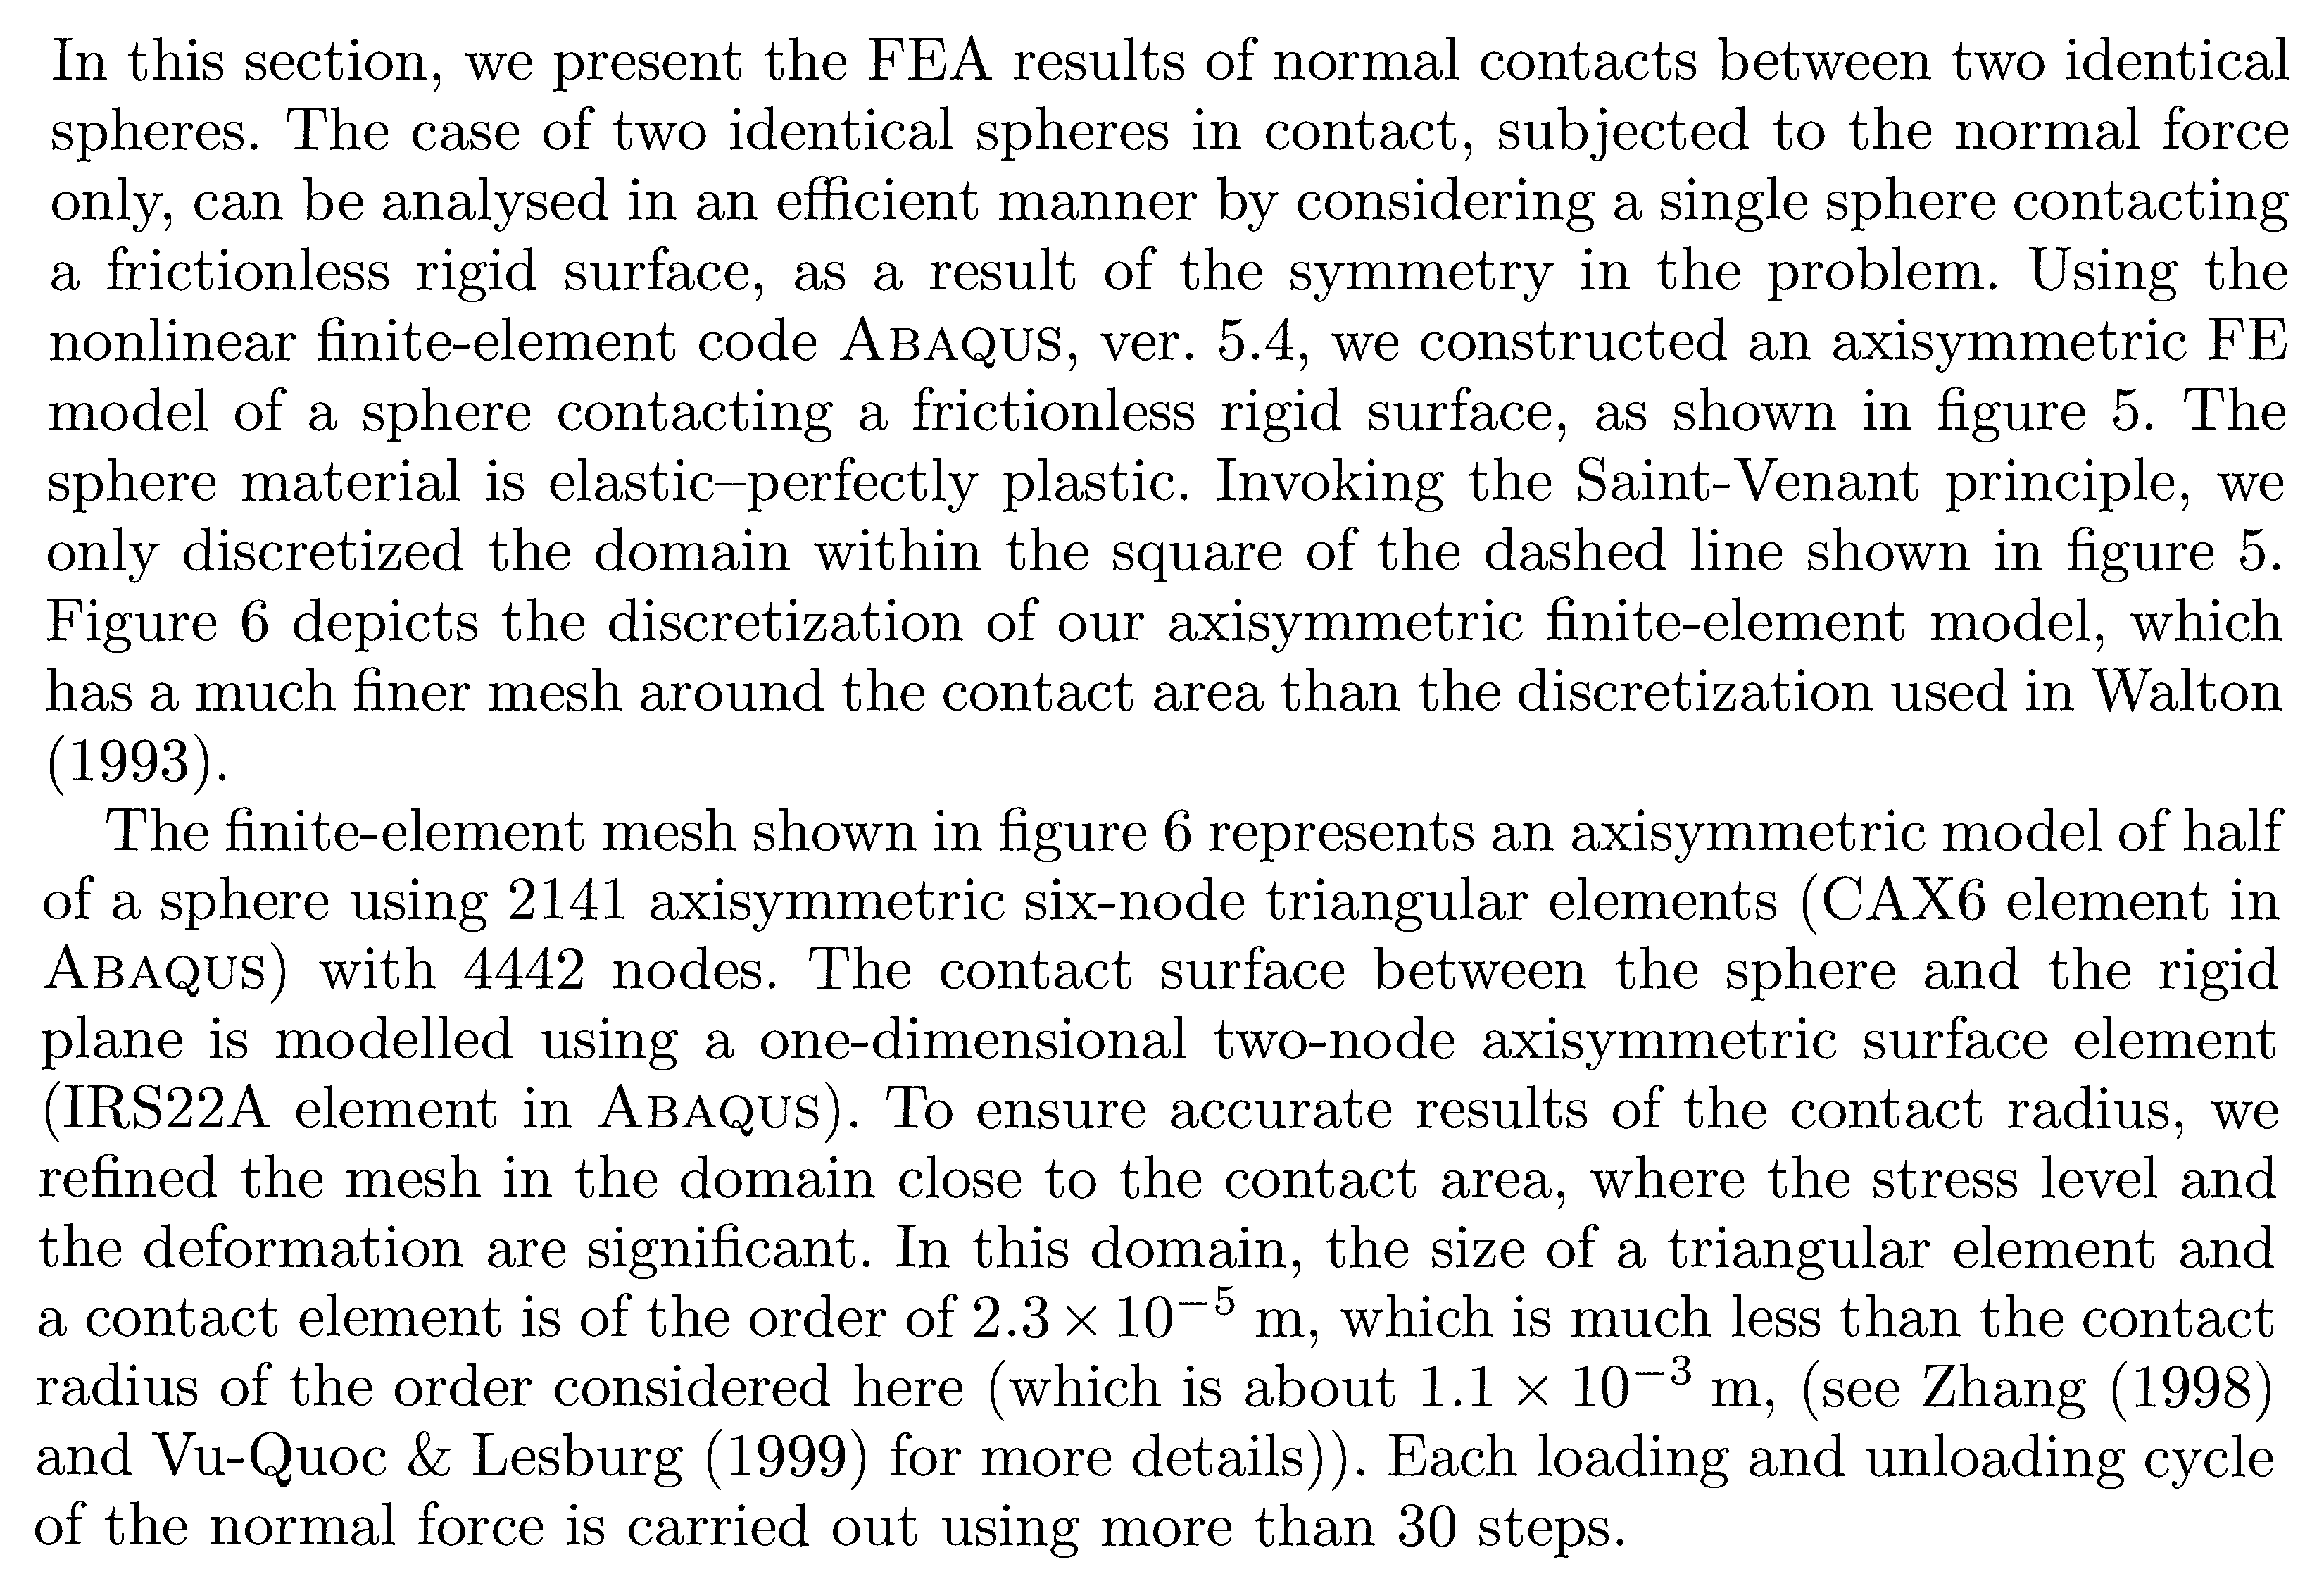 In this section, we present the FEA results of normal contacts between two identical
spheres. The case of two identical spheres in contact, subjected to the normal force
only, can be analysed in an efficient manner by considering a single sphere contacting
a frictionless rigid surface, as a result of the symmetry in the problem. Using the
nonlinear finite-element code ABAQUS, ver. 5.4, we constructed an axisymmetric FE
model of a sphere contacting a frictionless rigid surface, as shown in figure 5. The
sphere material is elastic–perfectly plastic. Invoking the Saint-Venant principle, we
only discretized the domain within the square of the dashed line shown in figure 5.
Figure 6 depicts the discretization of our axisymmetric finite-element model, which
has a much finer mesh around the contact area than the discretization used in Walton
(1993).
The finite-element mesh shown in figure 6 represents an axisymmetric model of half
of a sphere using 2141 axisymmetric six-node triangular elements (CAX6 element in
ABAQUS) with 4442 nodes. The contact surface between the sphere and the rigid
plane is modelled using a one-dimensional two-node axisymmetric surface element
(IRS22A element in ABAQUS). To ensure accurate results of the contact radius, we
refined the mesh in the domain close to the contact area, where the stress level and
the deformation are significant. In this domain, the size of a triangular element and
a contact element is of the order of 2.3 × 10⁻⁵ m, which is much less than the contact
radius of the order considered here (which is about 1.1 × 10⁻³ m, (see Zhang (1998)
and Vu-Quoc & Lesburg (1999) for more details)). Each loading and unloading cycle
of the normal force is carried out using more than 30 steps.